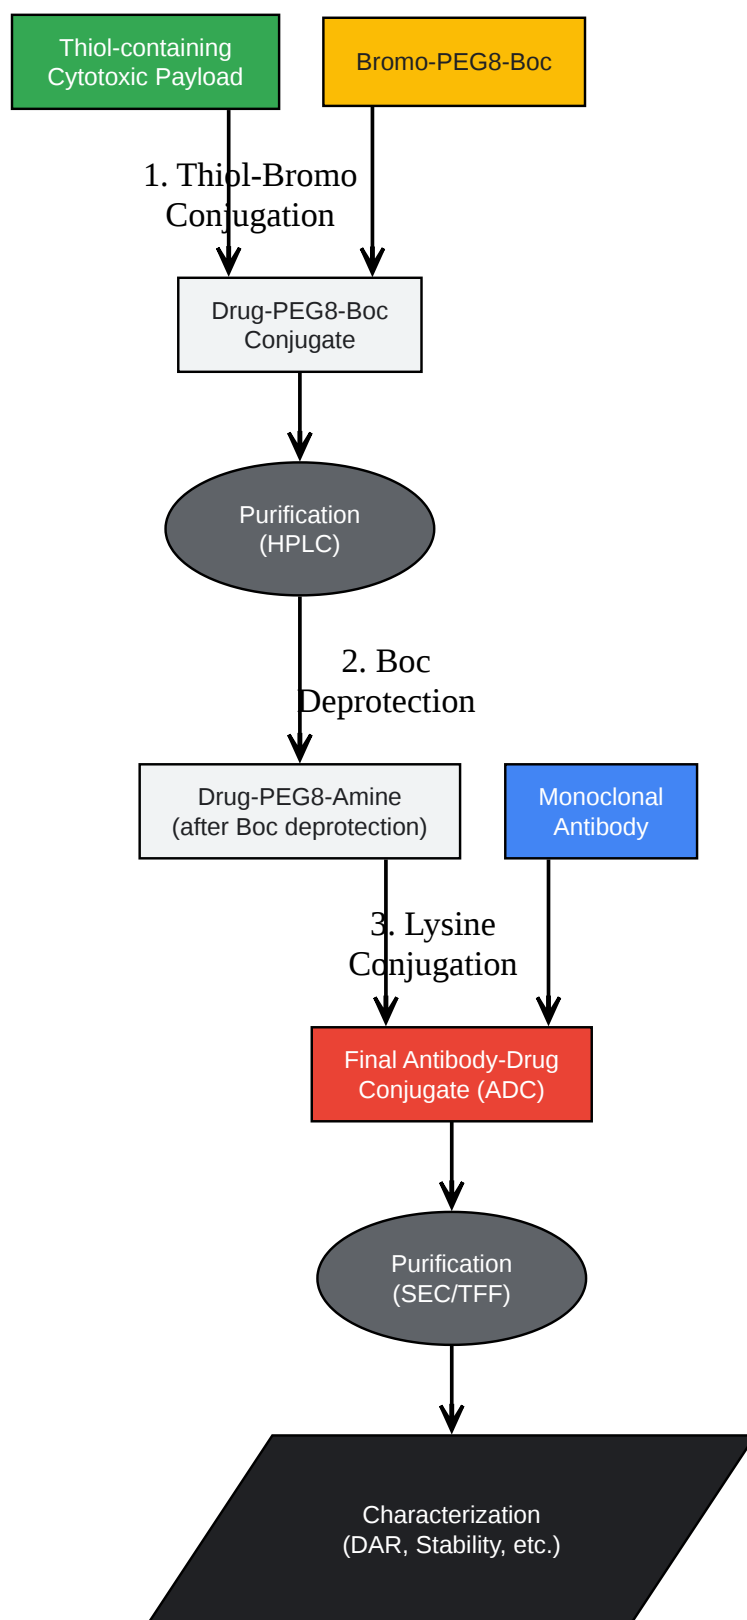 Thiol-containing
Cytotoxic Payload
Bromo-PEG8-Boc
1. Thiol-Bromo
Conjugation
Drug-PEG8-Boc
Conjugate
Purification
(HPLC)
2. Boc
Deprotection
Drug-PEG8-Amine
(after Boc deprotection)
Monoclonal
Antibody
3. Lysine
Conjugation
Final Antibody-Drug
Conjugate (ADC)
Purification
(SEC/TFF)
Characterization
(DAR, Stability, etc.)